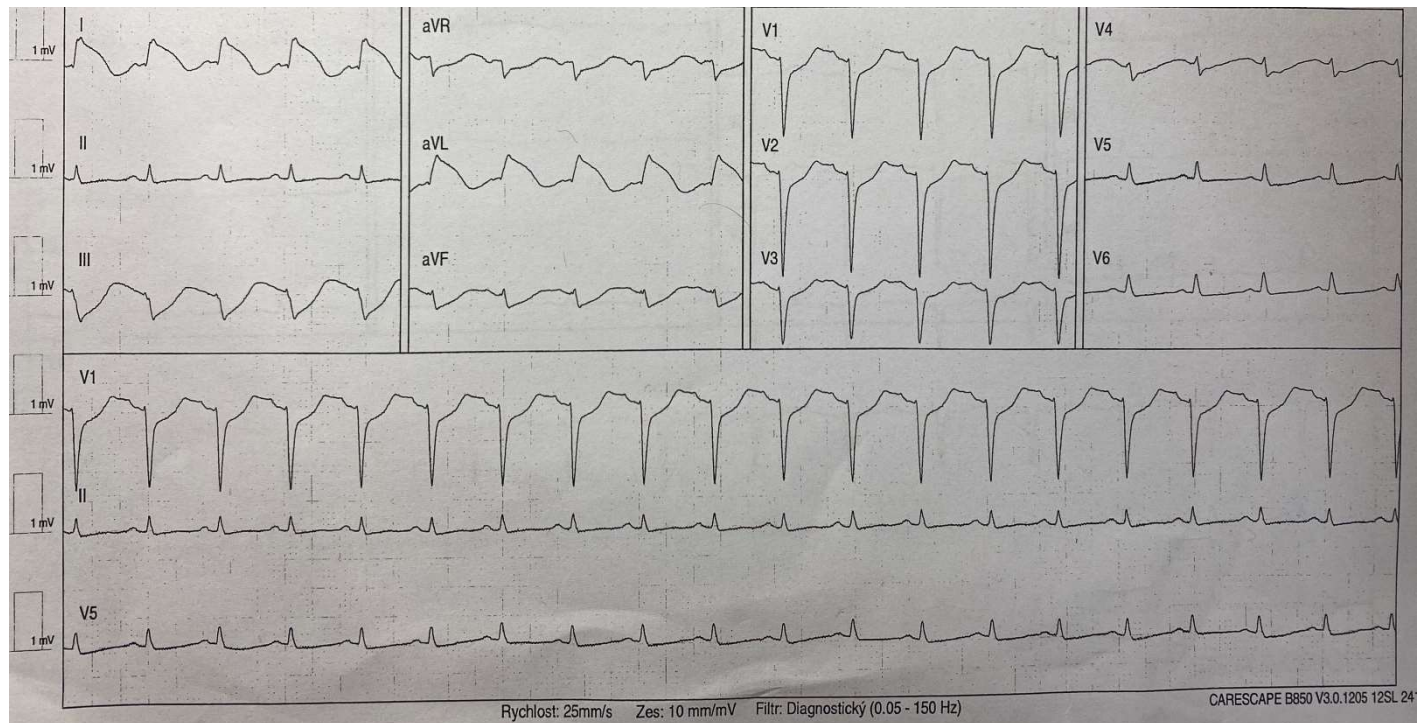 I aVR V1 V4
1 mV
II aVL V2 V5
1 mV
III aVF V3 V6
1 mV
V1
1 mV
II
1 mV
V5
1 mV
Rychlost: 25mm/s Zes: 10 mm/mV Filtr: Diagnostický (0.05 - 150 Hz)
CARESCAPE B850 V3.0.1205 12SL 241